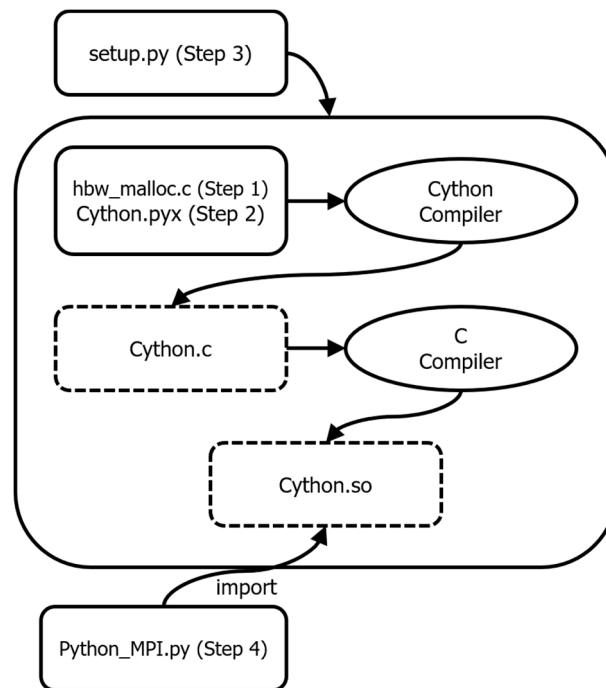 setup.py (Step 3)
hbw_malloc.c (Step 1)
Cython.pyx (Step 2)
Cython
Compiler
Cython.c
C
Compiler
Cython.so
import
Python_MPI.py (Step 4)